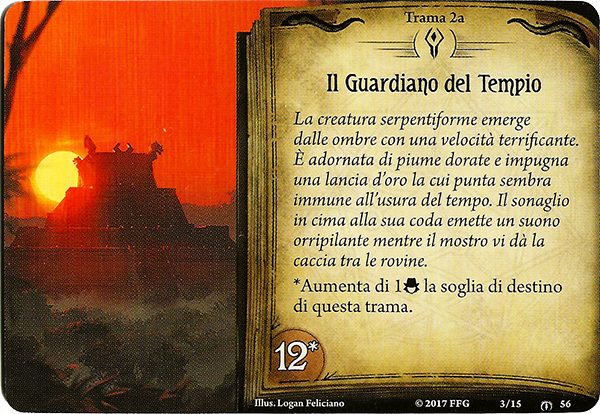 Trama 2a
Il Guardiano del Tempio
La creatura serpentiforme emerge
dalle ombre con una velocità terrificante.
È adornata di piume dorate e impugna
una lancia d'oro la cui punta sembra
immune all'usura del tempo. Il sonaglio
in cima alla sua coda emette un suono
orripilante mentre il mostro vi dà la
caccia tra le rovine.
*Aumenta di 1 la soglia di destino
di questa trama.
12*
Illus. Logan Feliciano © 2017 FFG 3/15 56